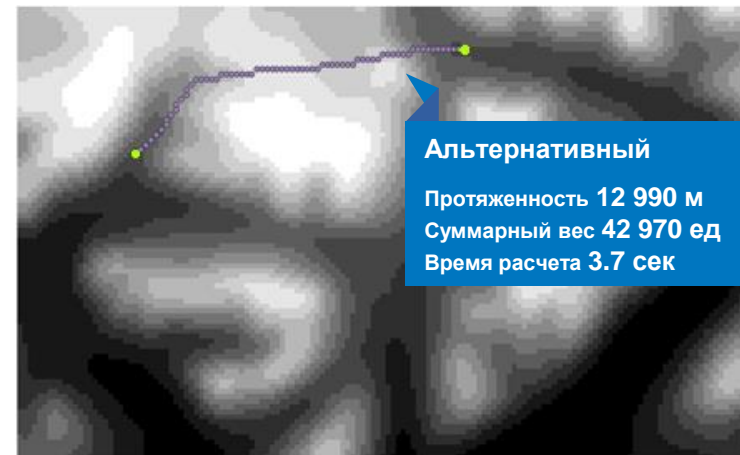 Альтернативный
Протяженность 12 990 м
Суммарный вес 42 970 ед
Время расчета 3.7 сек